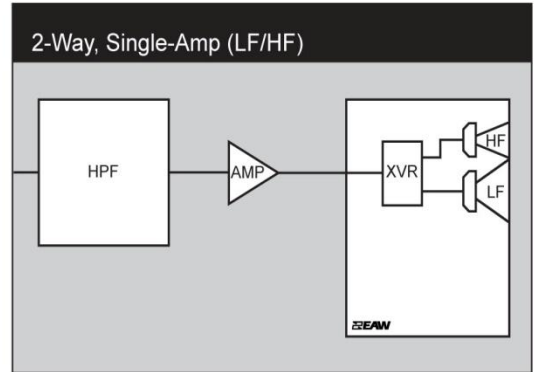 2-Way, Single-Amp (LF/HF)
HPF
AMP
XVR
HF
LF
EAW